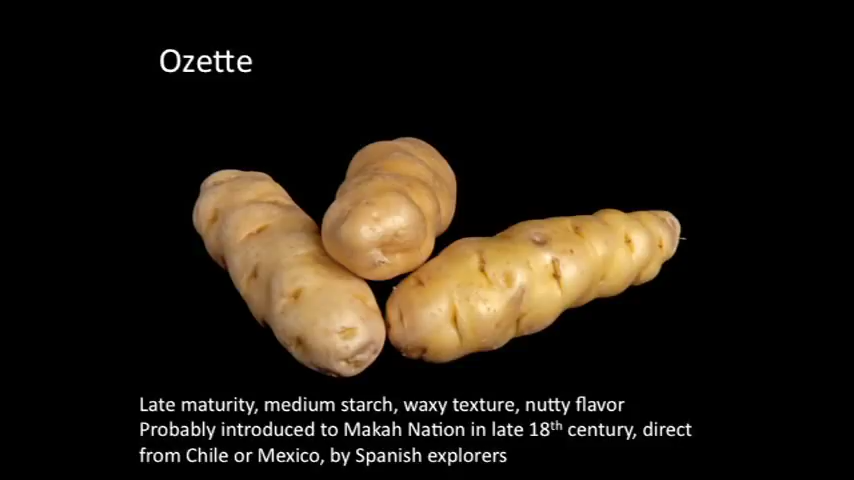 Ozette
Late maturity, medium starch, waxy texture, nutty flavor
Probably introduced to Makah Nation in late 18th century, direct
from Chile or Mexico, by Spanish explorers